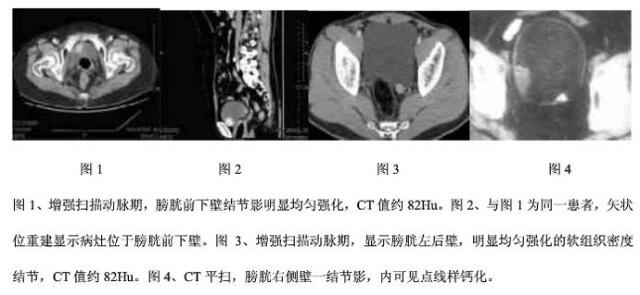 图 1
图 2
图 3
图 4
图 1、增强扫描动脉期，膀胱前下壁结节影明显均匀强化，CT 值约 82Hu。图 2、与图 1 为同一患者，矢状
位重建显示病灶位于膀胱前下壁。图 3、增强扫描动脉期，显示膀胱左后壁，明显均匀强化的软组织密度
结节，CT 值约 82Hu。图 4、CT 平扫，膀胱右侧壁一结节影，内可见点线样钙化。